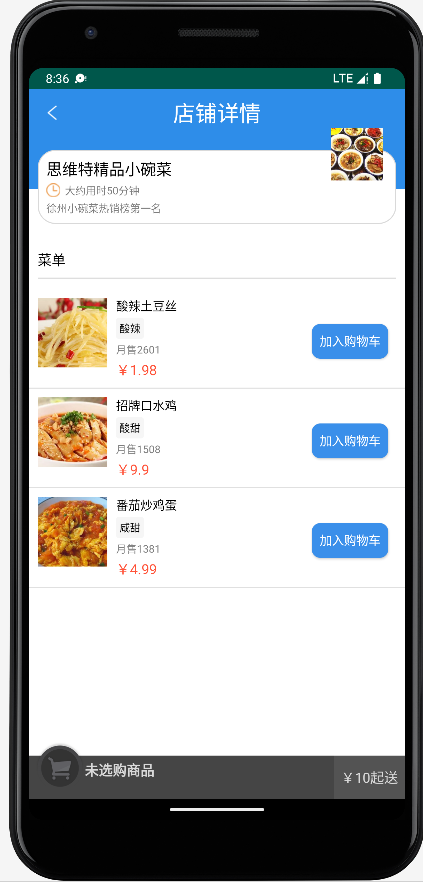 8:36
LTE
店铺详情
思维特精品小碗菜
大约用时50分钟
徐州小碗菜热销榜第一名
菜单
酸辣土豆丝
酸辣
月售2601
￥1.98
加入购物车
招牌口水鸡
酸甜
月售1508
￥9.9
加入购物车
番茄炒鸡蛋
咸甜
月售1381
￥4.99
加入购物车
未选购商品
￥10起送